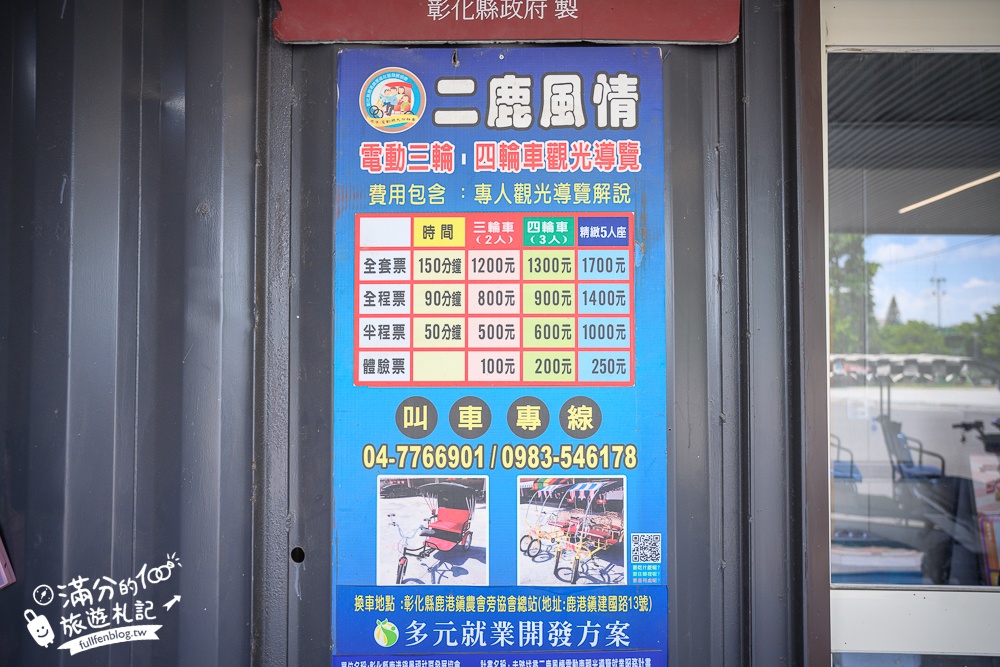 彰化縣政府 製
二鹿風情
電動三輪，四輪車觀光導覽
費用包含 ：專人觀光導覽解說
時間 三輪車(2人) 四輪車(3人) 精緻5人座
全套票 150分鐘 1200元 1300元 1700元
全程票 90分鐘 800元 900元 1400元
半程票 50分鐘 500元 600元 1000元
體驗票 100元 200元 250元
叫車專線
04-7766901/0983-546178
換車地點 :彰化縣鹿港鎮農會旁協會總站(地址:鹿港鎮建國路13號)
多元就業開發方案
滿分的100
旅遊札記
fullfenblog.tw